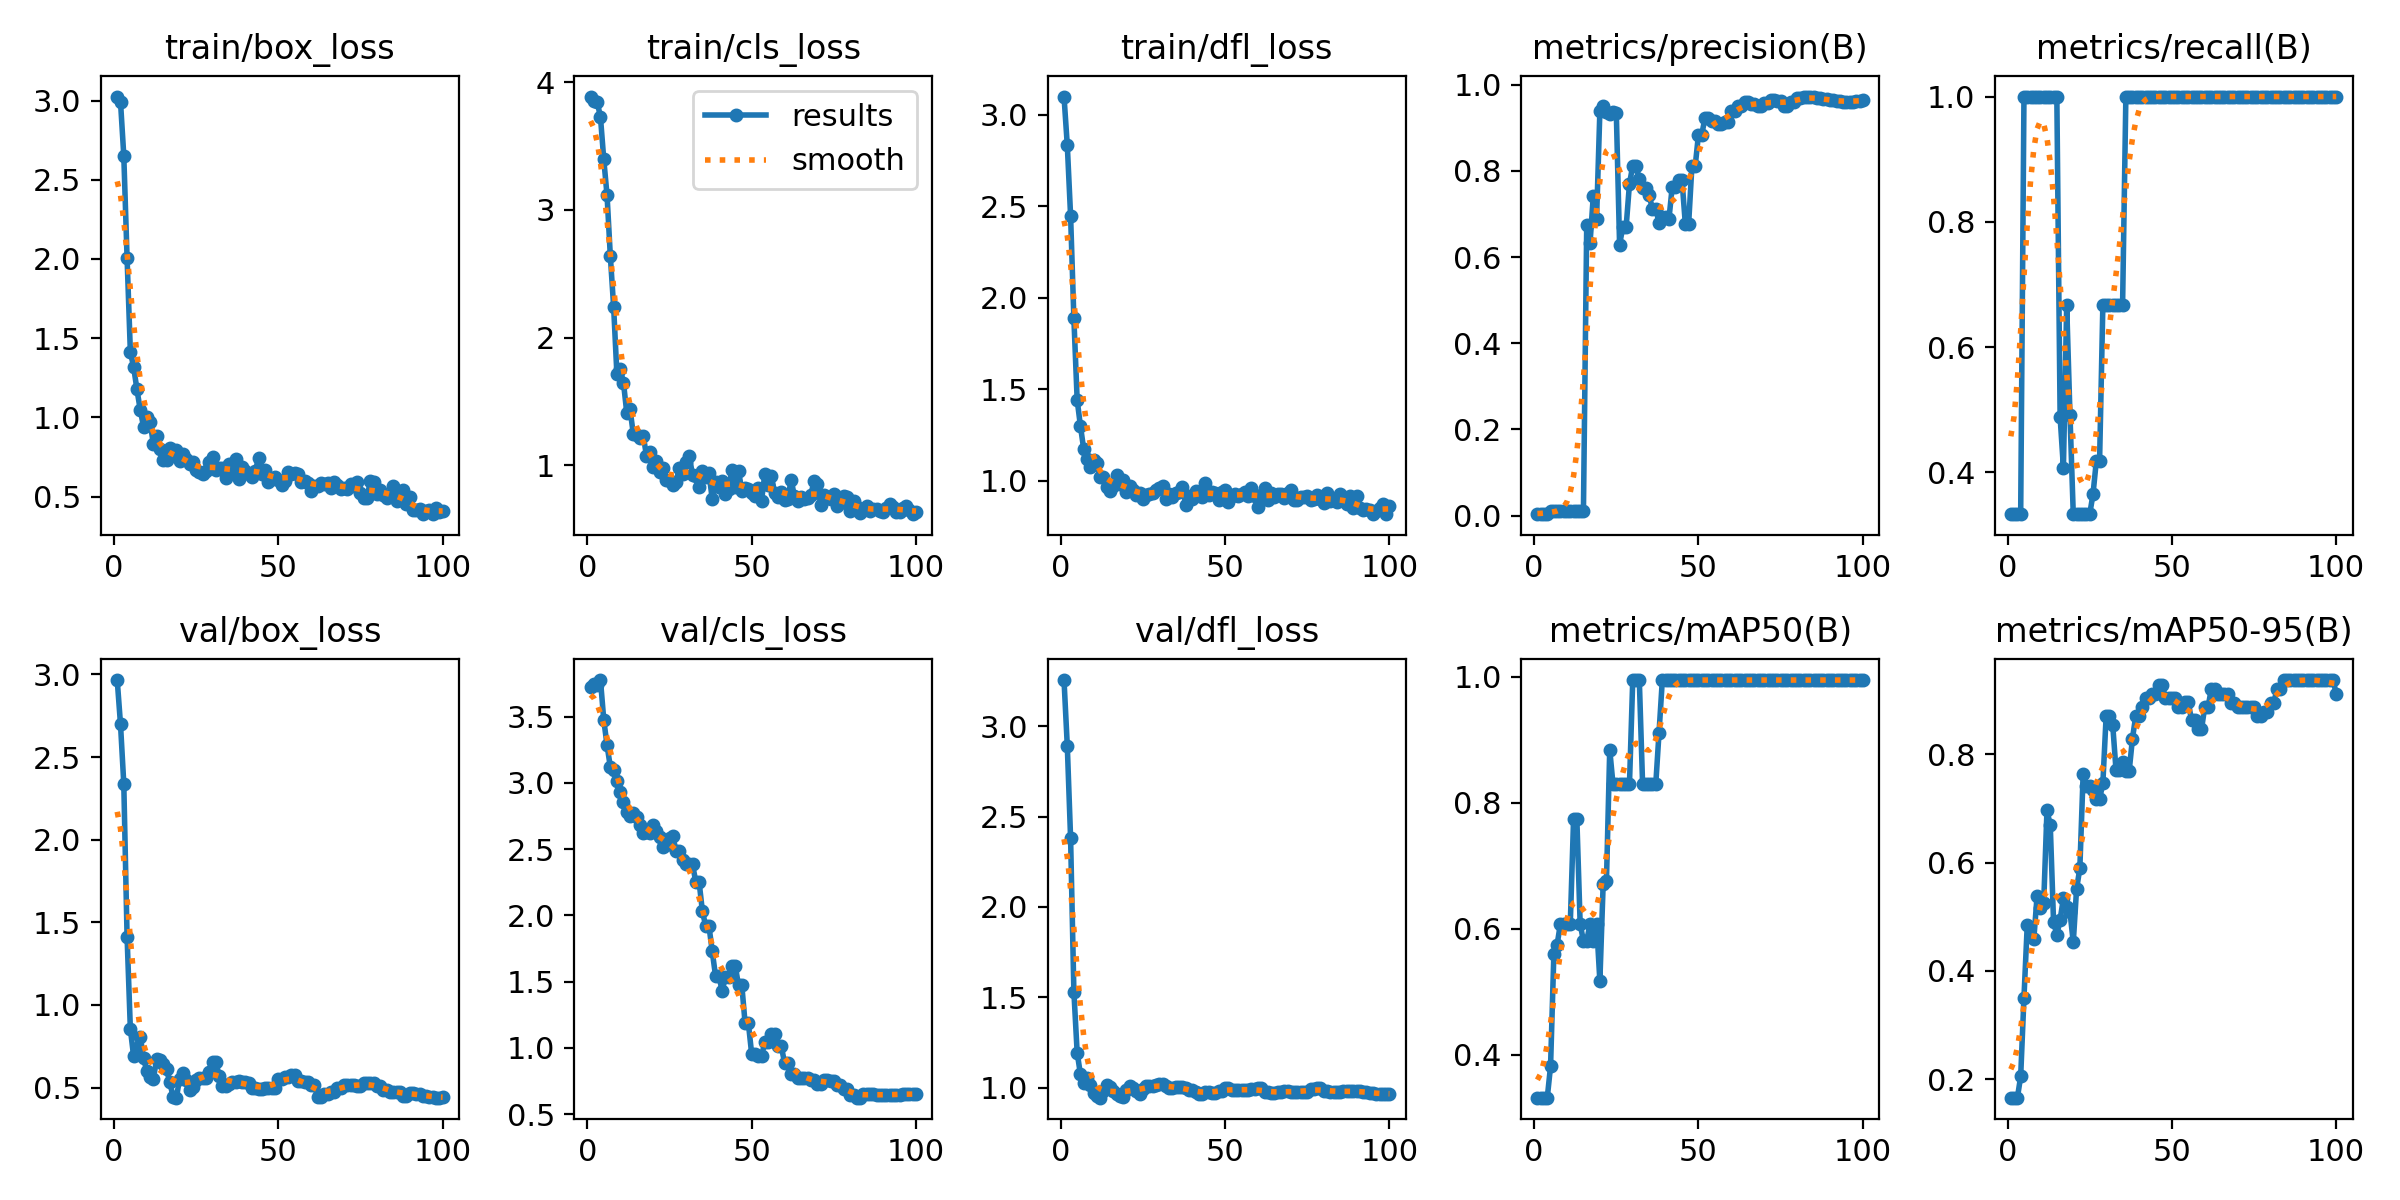 train/box_loss
train/cls_loss
train/dfl_loss
metrics/precision(B)
metrics/recall(B)
3.0
2.5
2.0
1.5
1.0
0.5
0 50 100
4
3
2
1
results
smooth
0 50 100
3.0
2.5
2.0
1.5
1.0
0 50 100
1.0
0.8
0.6
0.4
0.2
0.0
0 50 100
1.0
0.8
0.6
0.4
0 50 100
val/box_loss
val/cls_loss
val/dfl_loss
metrics/mAP50(B)
metrics/mAP50-95(B)
3.0
2.5
2.0
1.5
1.0
0.5
0 50 100
3.5
3.0
2.5
2.0
1.5
1.0
0.5
0 50 100
3.0
2.5
2.0
1.5
1.0
0 50 100
1.0
0.8
0.6
0.4
0 50 100
0.8
0.6
0.4
0.2
0 50 100